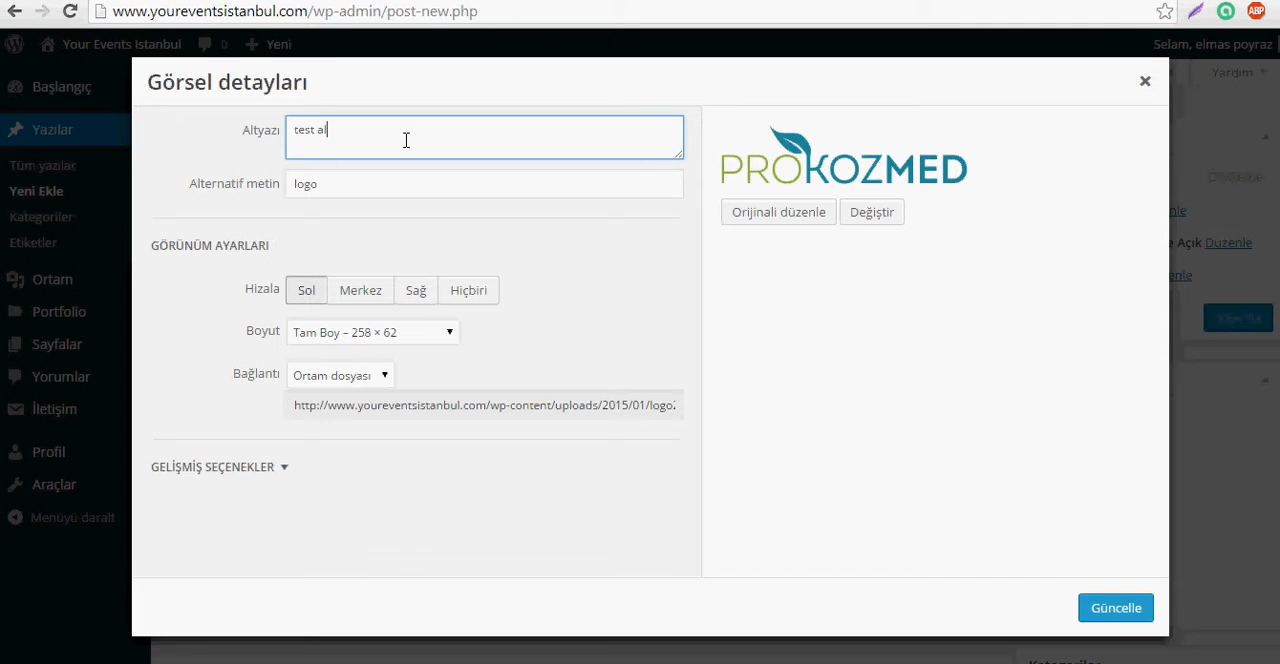 www.youreventsistanbul.com/wp-admin/post-new.php
ABP
Your Events Istanbul 0 Yeni
Selam, elmas poyraz
Başlangıç
Yazılar
Tüm yazılar
Yeni Ekle
Kategoriler
Etiketler
Ortam
Portfolio
Sayfalar
Yorumlar
İletişim
Profil
Araçlar
Menüyü daralt
Görsel detayları
Altyazı test al
Alternatif metin logo
GÖRÜNÜM AYARLARI
Hizala Sol Merkez Sağ Hiçbiri
Boyut Tam Boy – 258 × 62
Bağlantı Ortam dosyası
http://www.youreventsistanbul.com/wp-content/uploads/2015/01/logo
GELİŞMİŞ SEÇENEKLER
PROKOZMED
Orijinali düzenle Değiştir
Güncelle
Yardım
Açık Düzenle